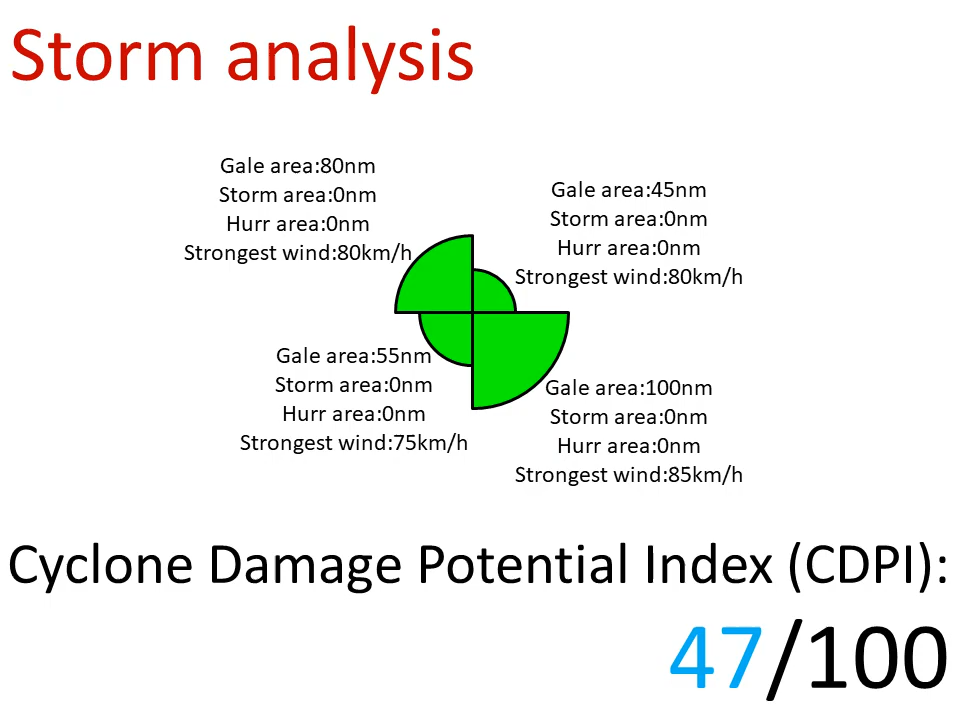 Storm analysis
Gale area:80nm
Storm area:0nm
Hurr area:0nm
Strongest wind:80km/h
Gale area:45nm
Storm area:0nm
Hurr area:0nm
Strongest wind:80km/h
Gale area:55nm
Storm area:0nm
Hurr area:0nm
Strongest wind:75km/h
Gale area:100nm
Storm area:0nm
Hurr area:0nm
Strongest wind:85km/h
Cyclone Damage Potential Index (CDPI):
47/100